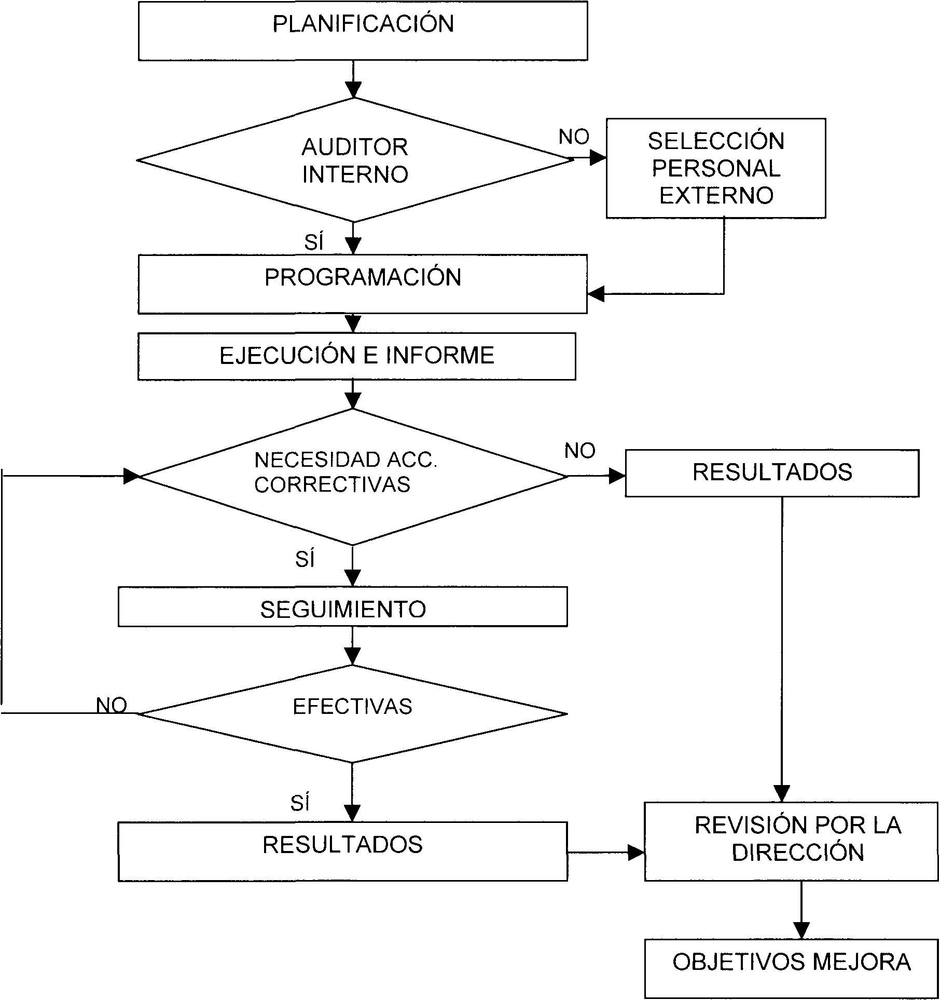 PLANIFICACIÓN
AUDITOR
INTERNO
NO
SELECCIÓN
PERSONAL
EXTERNO
SÍ
PROGRAMACIÓN
EJECUCIÓN E INFORME
NECESIDAD ACC.
CORRECTIVAS
NO
RESULTADOS
SÍ
SEGUIMIENTO
EFECTIVAS
NO
SÍ
RESULTADOS
REVISIÓN POR LA
DIRECCIÓN
OBJETIVOS MEJORA